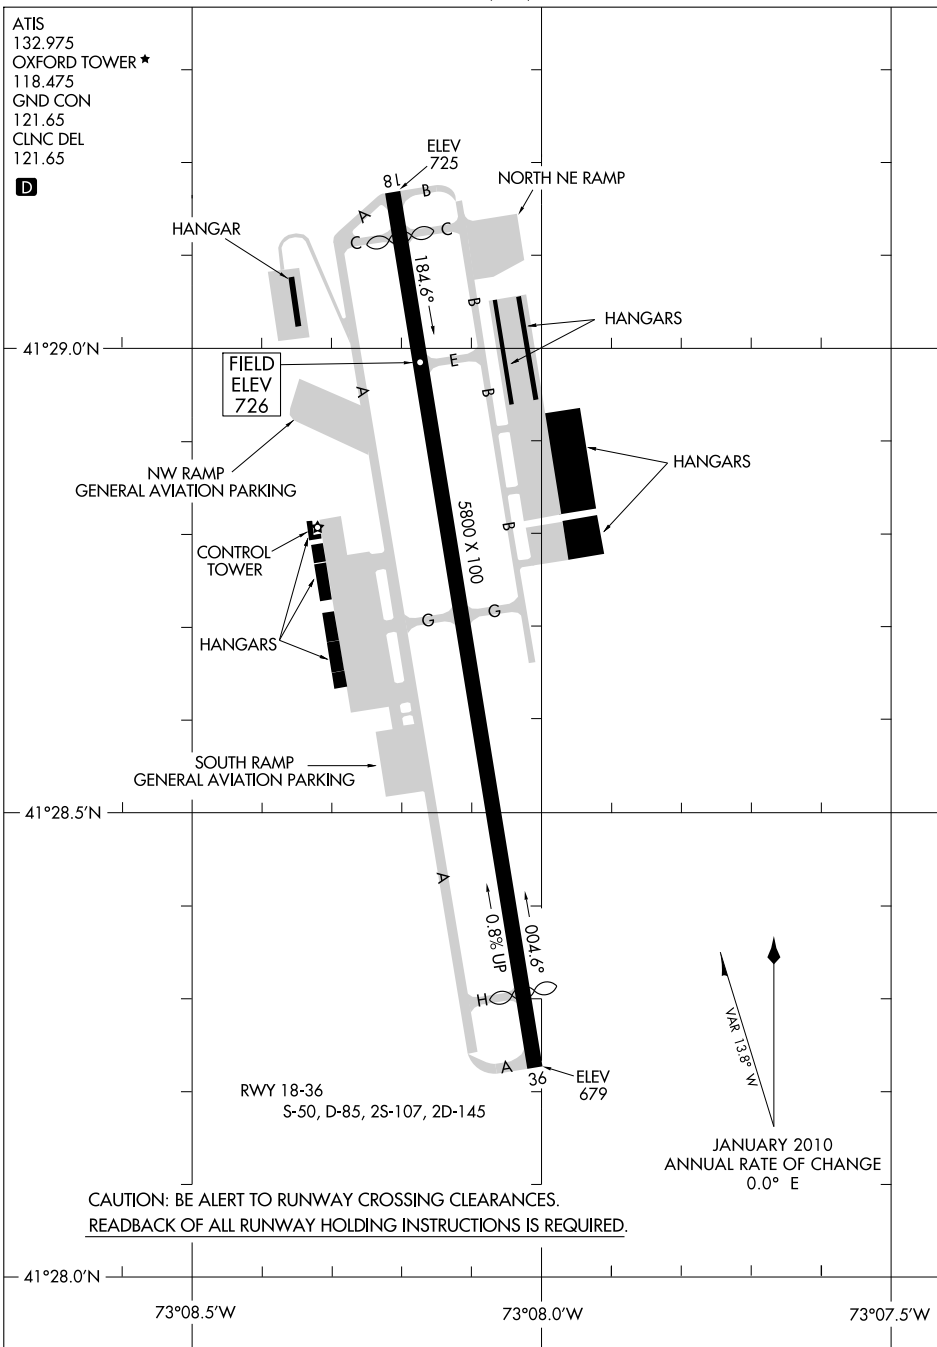 ATIS
132.975
OXFORD TOWER ★
118.475
GND CON
121.65
CLNC DEL
121.65
D
ELEV
725
18
B
NORTH NE RAMP
A
HANGAR
C
C
184.6°
B
HANGARS
41°29.0'N
FIELD
ELEV
726
E
A
B
NW RAMP
GENERAL AVIATION PARKING
HANGARS
5800 X 100
B
CONTROL
TOWER
G
G
HANGARS
SOUTH RAMP
GENERAL AVIATION PARKING
41°28.5'N
A
0.8% UP
004.6°
H
VAR 13.8° W
A
36
ELEV
679
RWY 18-36
S-50, D-85, 2S-107, 2D-145
JANUARY 2010
ANNUAL RATE OF CHANGE
0.0° E
CAUTION: BE ALERT TO RUNWAY CROSSING CLEARANCES.
READBACK OF ALL RUNWAY HOLDING INSTRUCTIONS IS REQUIRED.
41°28.0'N
73°08.5'W
73°08.0'W
73°07.5'W